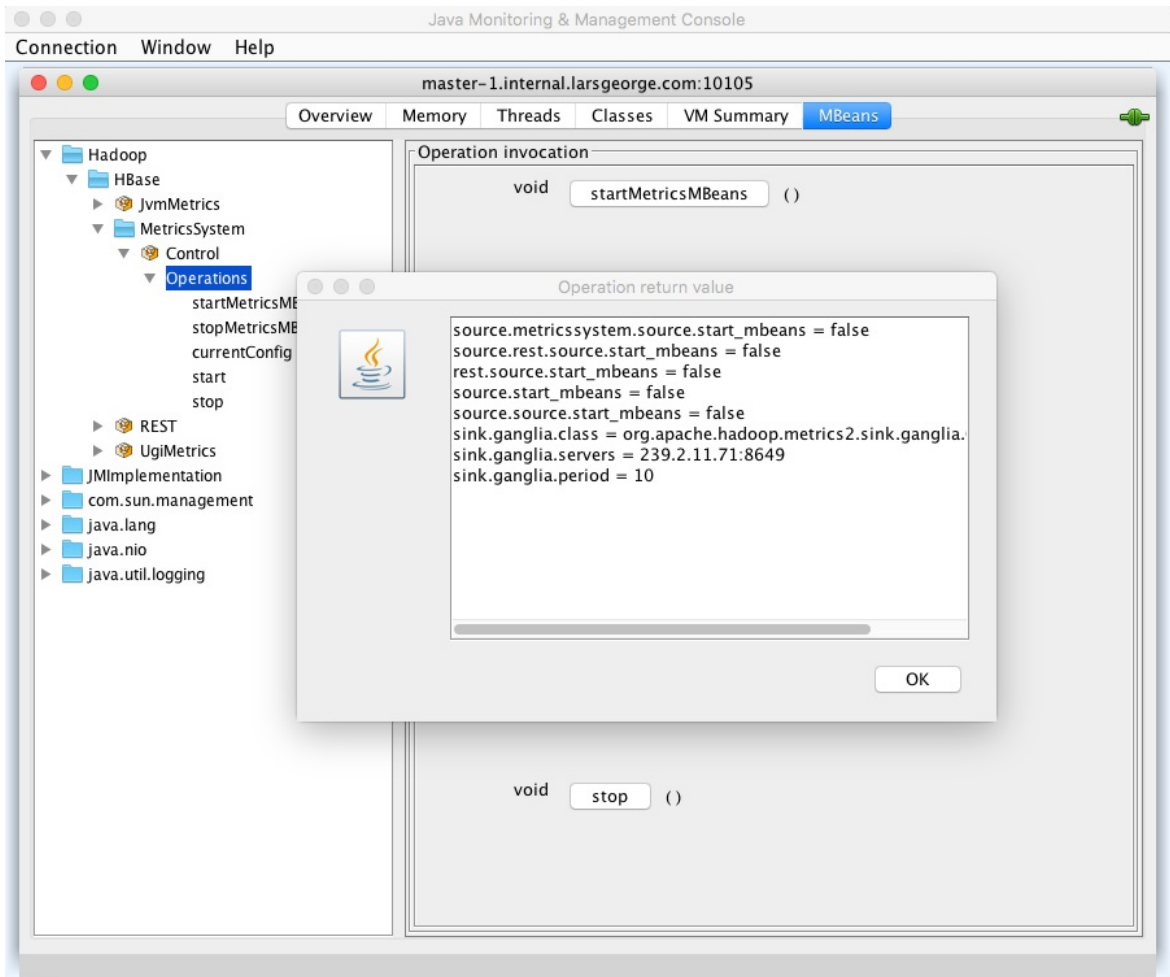 Java Monitoring & Management Console
Connection Window Help
master-1.internal.larsgeorge.com:10105
Overview Memory Threads Classes VM Summary MBeans
Hadoop
HBase
JvmMetrics
MetricsSystem
Control
Operations
startMetricsMB
stopMetricsMB
currentConfig
start
stop
REST
UgiMetrics
JMImplementation
com.sun.management
java.lang
java.nio
java.util.logging
Operation invocation
void startMetricsMBeans ()
Operation return value
source.metricssystem.source.start_mbeans = false
source.rest.source.start_mbeans = false
rest.source.start_mbeans = false
source.start_mbeans = false
source.source.start_mbeans = false
sink.ganglia.class = org.apache.hadoop.metrics2.sink.ganglia.
sink.ganglia.servers = 239.2.11.71:8649
sink.ganglia.period = 10
OK
void stop ()